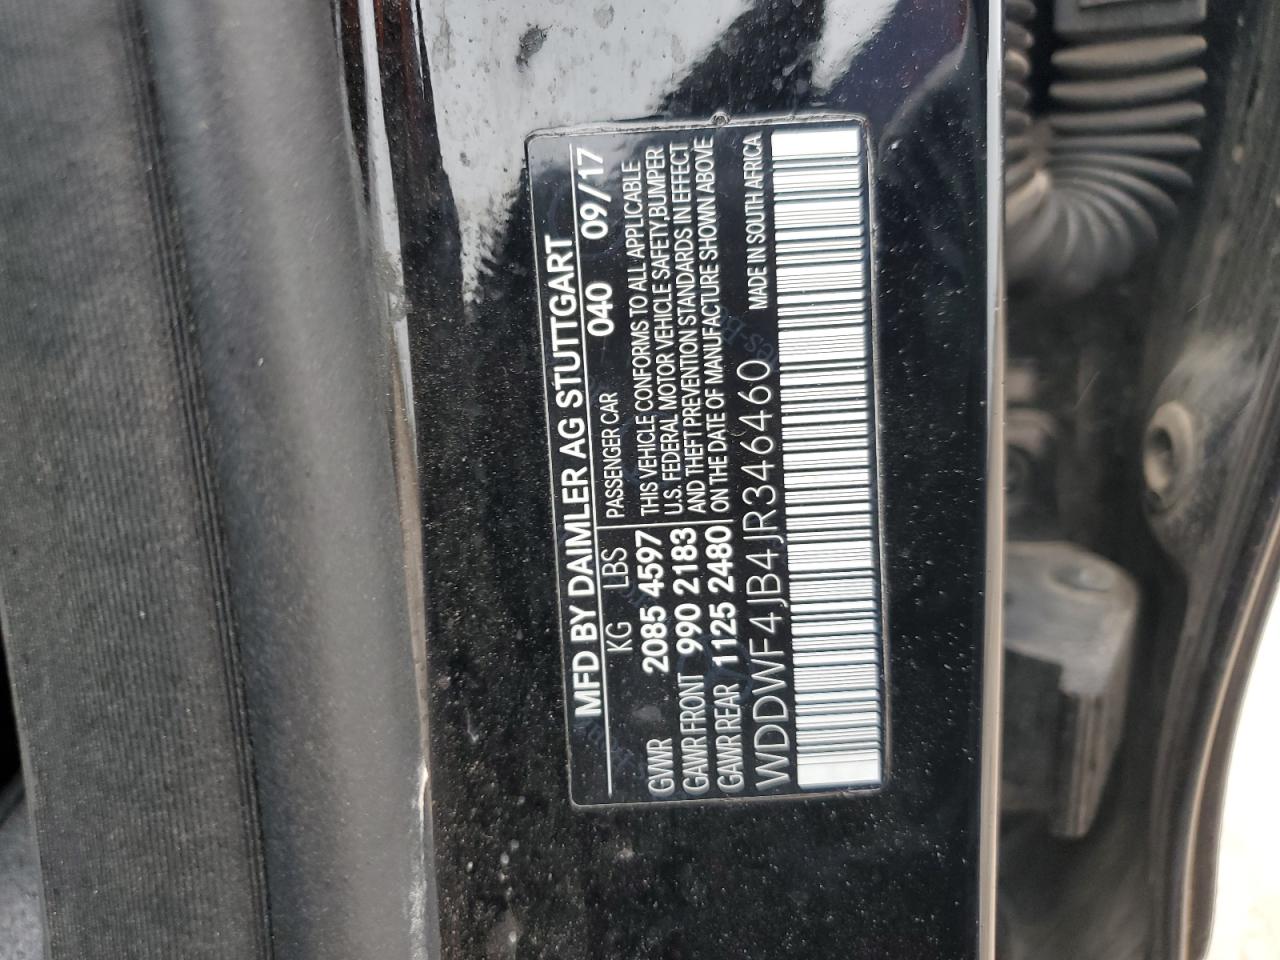 MFD BY DAIMLER AG STUTTGART
KG LBS PASSENGER CAR 040 09/17
GVWR 2085 4597 THIS VEHICLE CONFORMS TO ALL APPLICABLE
GAWR FRONT 990 2183 U.S. FEDERAL MOTOR VEHICLE SAFETY,BUMPER
GAWR REAR 1125 2480 AND THEFT PREVENTION STANDARDS IN EFFECT
ON THE DATE OF MANUFACTURE SHOWN ABOVE
WDDWF4JB4JR346460 MADE IN SOUTH AFRICA